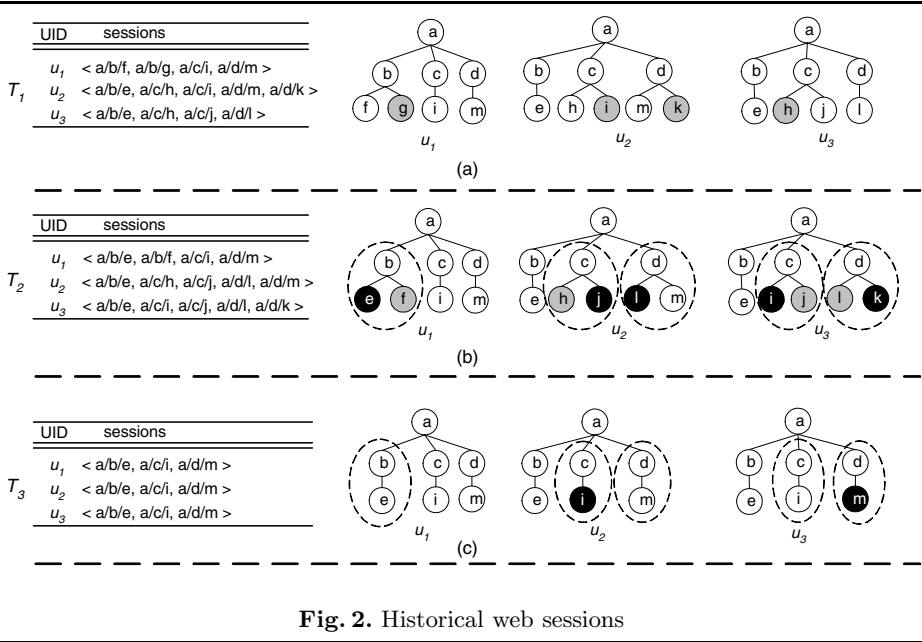 UID sessions
T1
u1 < a/b/f, a/b/g, a/c/i, a/d/m >
u2 < a/b/e, a/c/h, a/c/i, a/d/m, a/d/k >
u3 < a/b/e, a/c/h, a/c/j, a/d/l >
a a a
b c d b c d b c d
f g i m e h i m k e h j l
u1 u2 u3
(a)
UID sessions
T2
u1 < a/b/e, a/b/f, a/c/i, a/d/m >
u2 < a/b/e, a/c/h, a/c/j, a/d/l, a/d/m >
u3 < a/b/e, a/c/i, a/c/j, a/d/l, a/d/k >
a a a
b c d b c d b c d
e f i m e h j l m e i j l k
u1 u2 u3
(b)
UID sessions
T3
u1 < a/b/e, a/c/i, a/d/m >
u2 < a/b/e, a/c/i, a/d/m >
u3 < a/b/e, a/c/i, a/d/m >
a a a
b c d b c d b c d
e i m e i m e i m
u1 u2 u3
(c)
Fig. 2. Historical web sessions